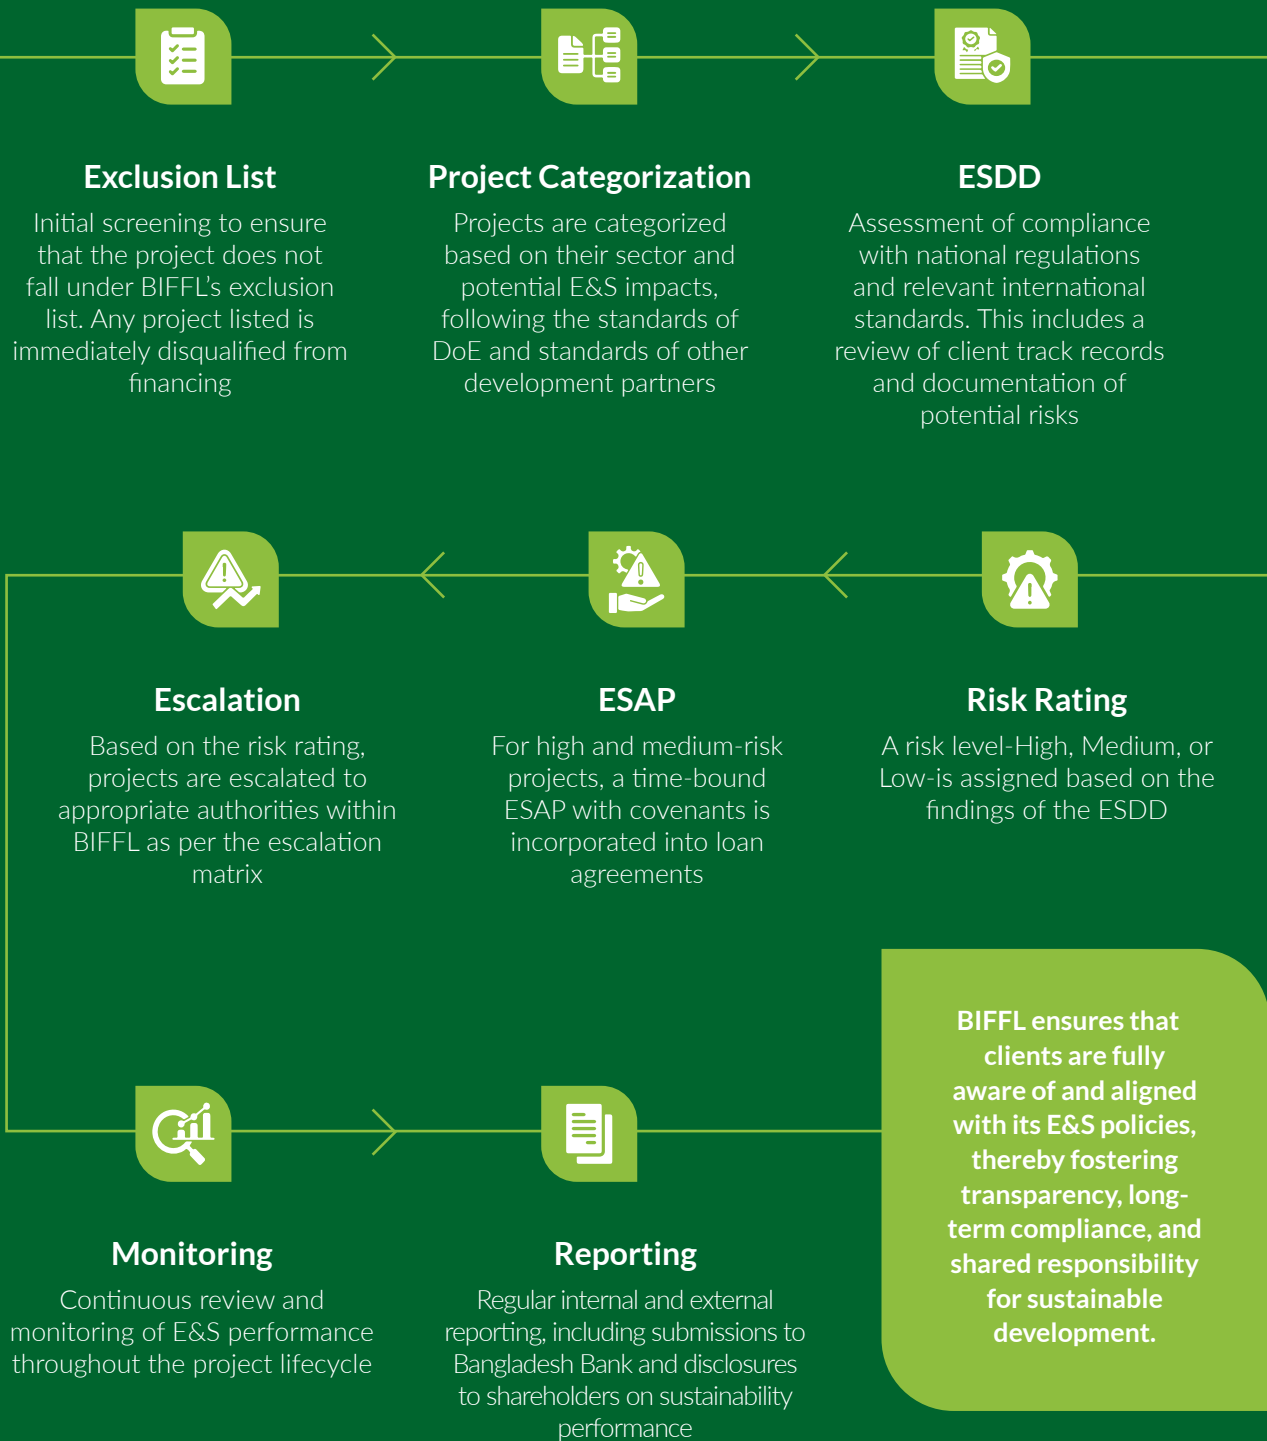 Exclusion List
Initial screening to ensure
that the project does not
fall under BIFFL's exclusion
list. Any project listed is
immediately disqualified from
financing
Project Categorization
Projects are categorized
based on their sector and
potential E&S impacts,
following the standards of
DoE and standards of other
development partners
ESDD
Assessment of compliance
with national regulations
and relevant international
standards. This includes a
review of client track records
and documentation of
potential risks
Risk Rating
A risk level-High, Medium, or
Low-is assigned based on the
findings of the ESDD
ESAP
For high and medium-risk
projects, a time-bound
ESAP with covenants is
incorporated into loan
agreements
Escalation
Based on the risk rating,
projects are escalated to
appropriate authorities within
BIFFL as per the escalation
matrix
Monitoring
Continuous review and
monitoring of E&S performance
throughout the project lifecycle
Reporting
Regular internal and external
reporting, including submissions to
Bangladesh Bank and disclosures
to shareholders on sustainability
performance
BIFFL ensures that
clients are fully
aware of and aligned
with its E&S policies,
thereby fostering
transparency, long-
term compliance, and
shared responsibility
for sustainable
development.